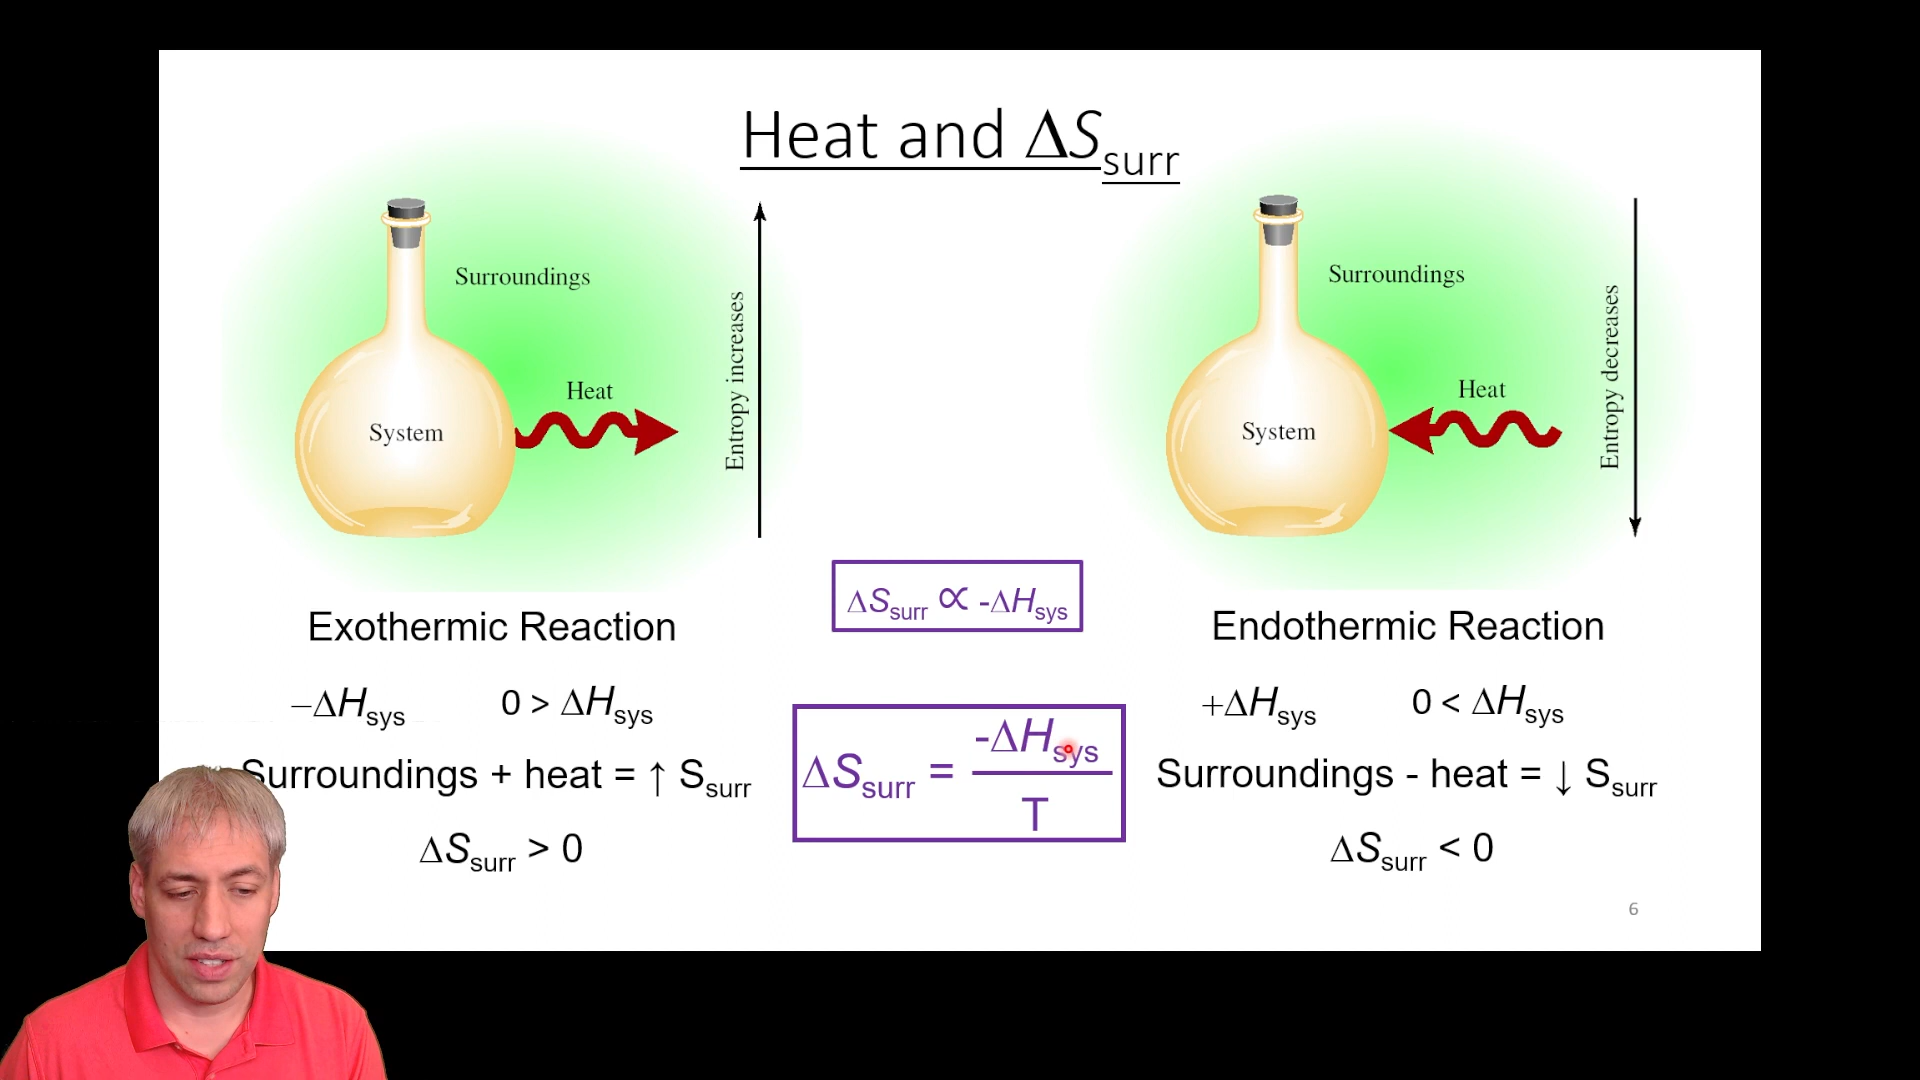 Heat and ΔSsurr
Surroundings
Heat
System
Entropy increases
Surroundings
Heat
System
Entropy decreases
ΔSsurr ∝ -ΔHsys
Exothermic Reaction
−ΔHsys 0 > ΔHsys
Surroundings + heat = ↑ Ssurr
ΔSsurr > 0
ΔSsurr = -ΔHsys / T
Endothermic Reaction
+ΔHsys 0 < ΔHsys
Surroundings - heat = ↓ Ssurr
ΔSsurr < 0
6